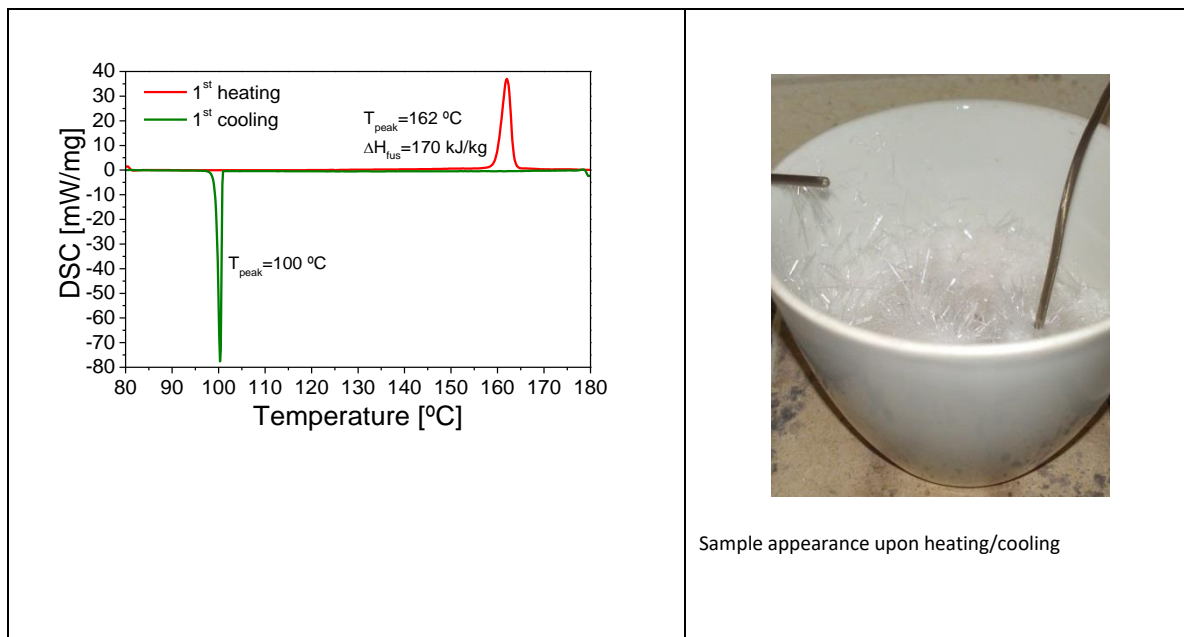 40
30
20
10
0
-10
-20
-30
-40
-50
-60
-70
-80
DSC [mW/mg]
1st heating
1st cooling
Tpeak=162 ºC
ΔHfus=170 kJ/kg
Tpeak=100 ºC
80 90 100 110 120 130 140 150 160 170 180
Temperature [ºC]
Sample appearance upon heating/cooling